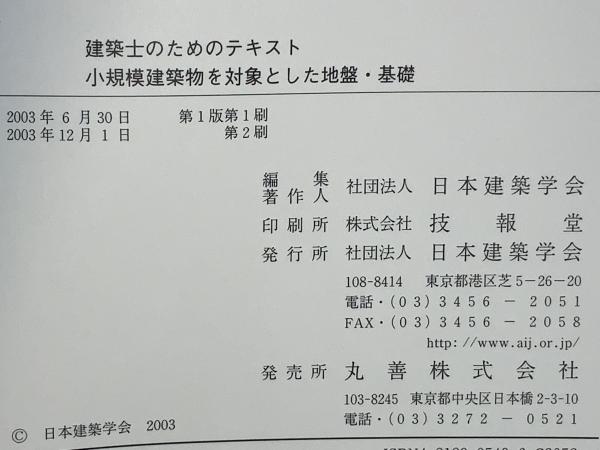 建築士のためのテキスト
小規模建築物を対象とした地盤・基礎
2003年6月30日 第1版第1刷
2003年12月1日 第2刷
編集著作人 社団法人 日本建築学会
印刷所 株式会社 技報堂
発行所 社団法人 日本建築学会
108-8414 東京都港区芝5-26-20
電話・(03)3456-2051
FAX・(03)3456-2058
http://www.aij.or.jp/
発売所 丸善株式会社
103-8245 東京都中央区日本橋2-3-10
電話・(03)3272-0521
© 日本建築学会 2003